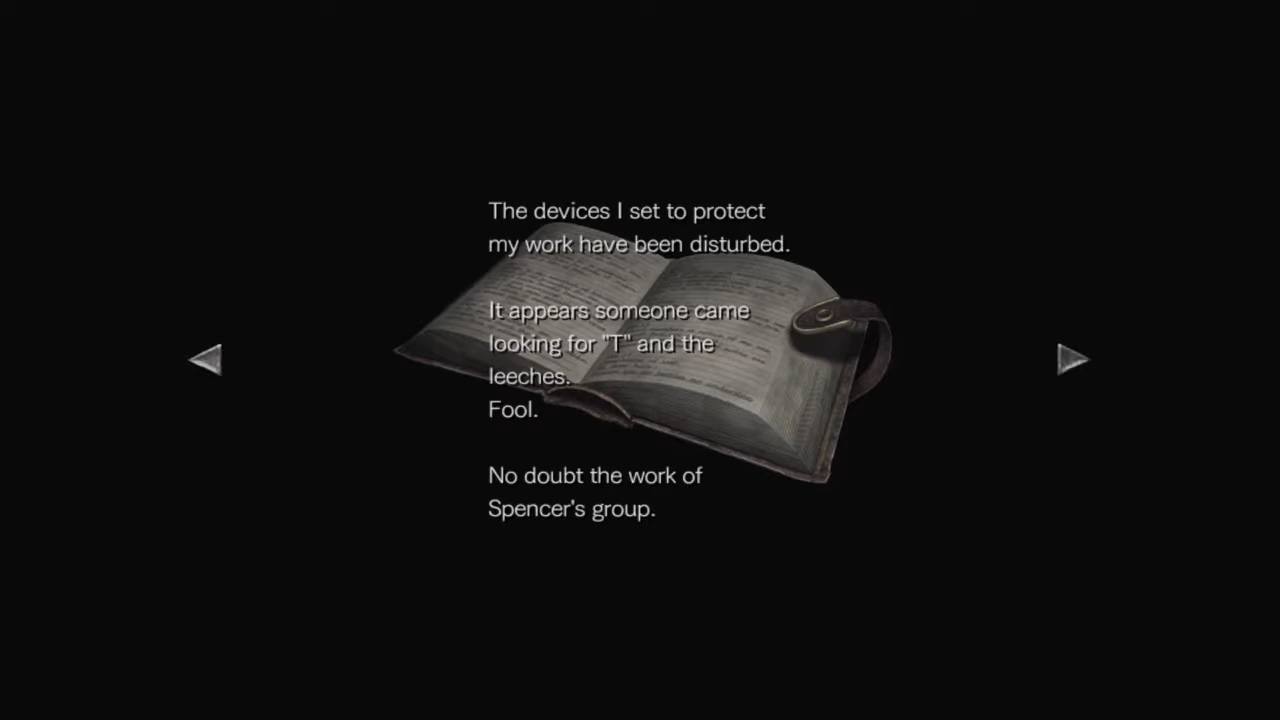 The devices I set to protect
my work have been disturbed.
It appears someone came
looking for "T" and the
leeches.
Fool.
No doubt the work of
Spencer's group.